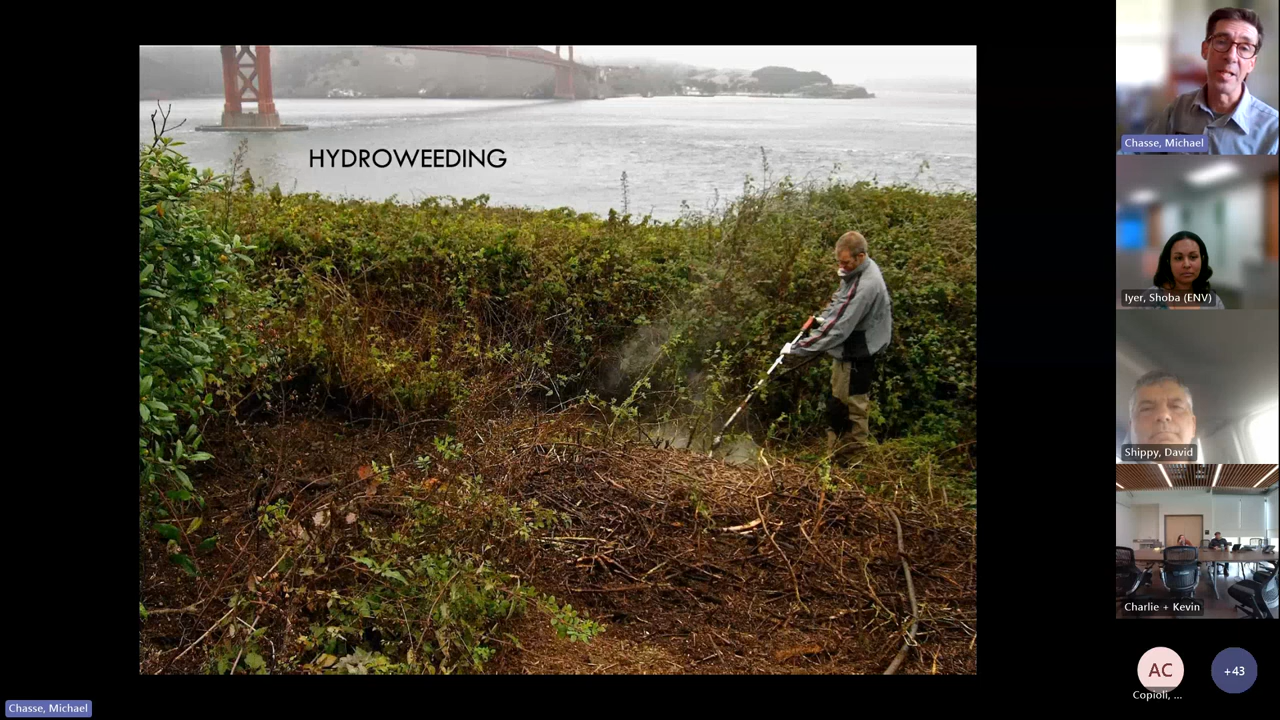 HYDROWEEDING
Chasse, Michael
Iyer, Shoba (ENV)
Shippy, David
Charlie + Kevin
AC
+43
Copioli, ...
Chasse, Michael